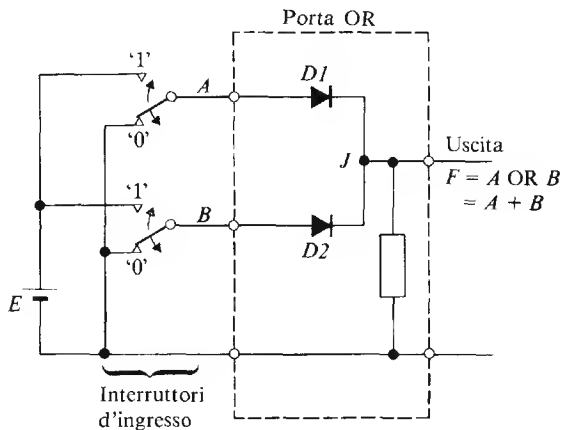 Porta OR
'1'
A
D1
'0'
J
Uscita
F = A OR B
= A + B
'1'
B
D2
'0'
E
Interruttori
d'ingresso